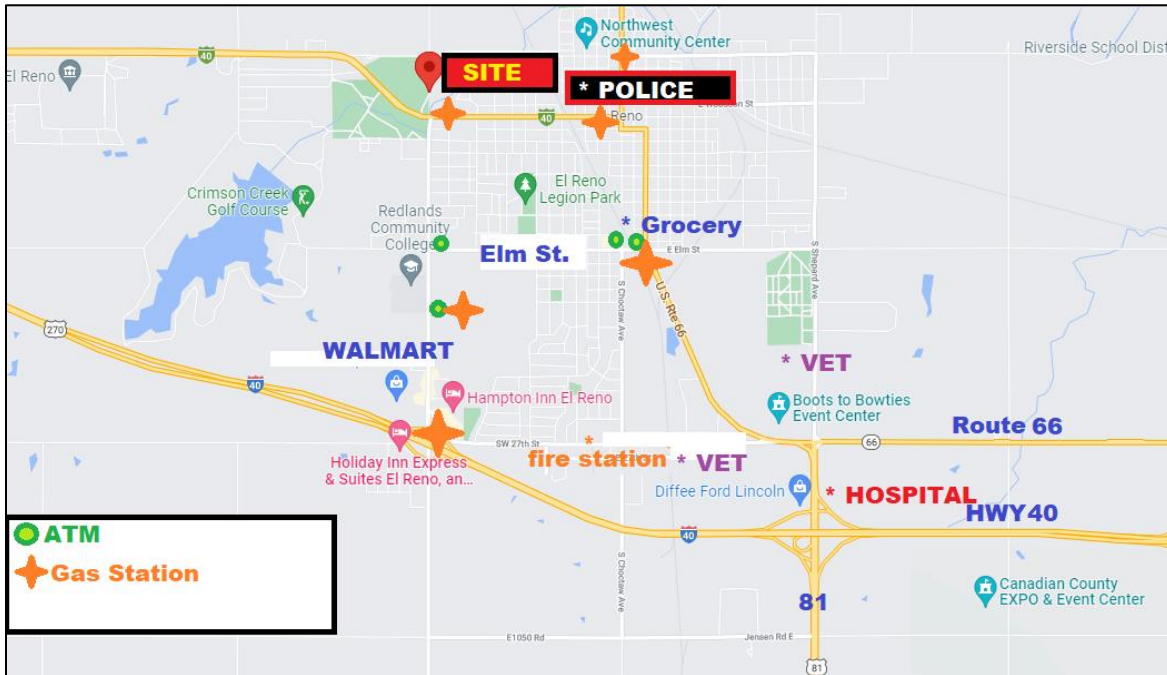 Northwest
Community Center
Riverside School Dist
40
El Reno
SITE
* POLICE
E Woodson St
40
Reno
El Reno
Legion Park
Crimson Creek
Golf Course
Redlands
Community
College
* Grocery
Elm St.
E Elm St
S Shepard Ave
S Choctaw Ave
U.S. Rte 66
270
WALMART
* VET
40
Hampton Inn El Reno
Boots to Bowties
Event Center
Route 66
66
SW 27th St
*
fire station
* VET
Holiday Inn Express
& Suites El Reno, an...
Diffee Ford Lincoln
* HOSPITAL
HWY40
40
ATM
Gas Station
S Choctaw Ave
81
Canadian County
EXPO & Event Center
E1050 Rd
Jensen Rd E
81